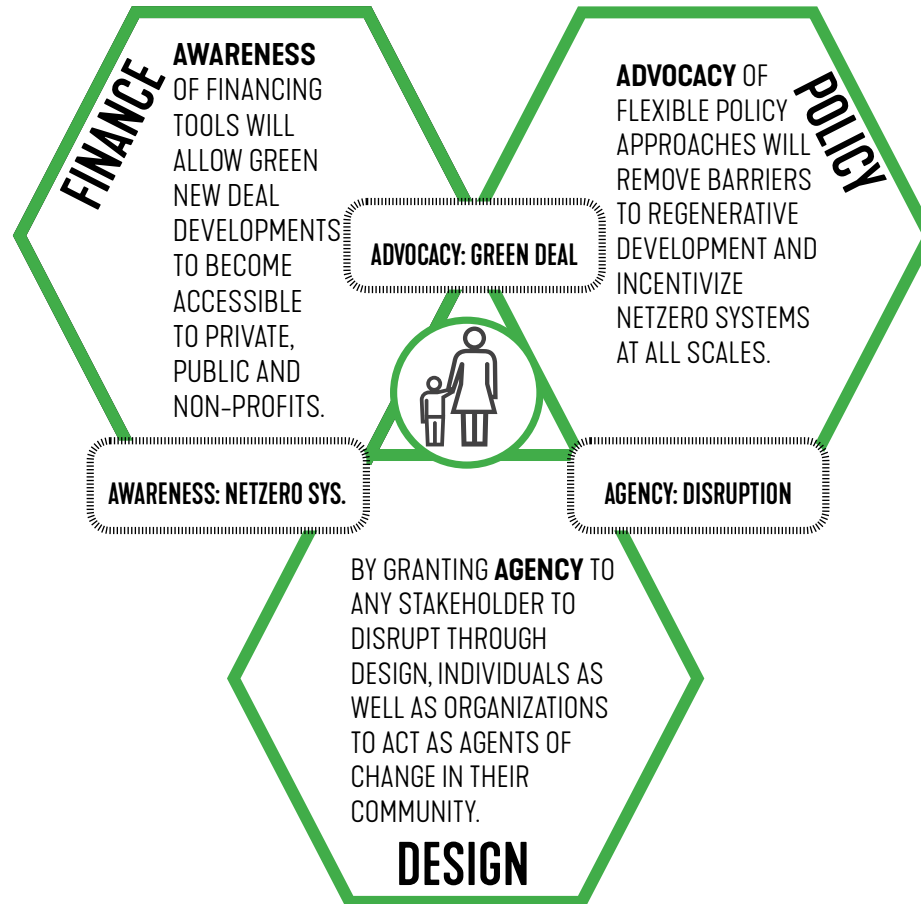 FINANCE
AWARENESS
OF FINANCING
TOOLS WILL
ALLOW GREEN
NEW DEAL
DEVELOPMENTS
TO BECOME
ACCESSIBLE
TO PRIVATE,
PUBLIC AND
NON-PROFITS.
POLICY
ADVOCACY OF
FLEXIBLE POLICY
APPROACHES WILL
REMOVE BARRIERS
TO REGENERATIVE
DEVELOPMENT AND
INCENTIVIZE
NETZERO SYSTEMS
AT ALL SCALES.
ADVOCACY: GREEN DEAL
AWARENESS: NETZERO SYS.
AGENCY: DISRUPTION
BY GRANTING AGENCY TO
ANY STAKEHOLDER TO
DISRUPT THROUGH
DESIGN, INDIVIDUALS AS
WELL AS ORGANIZATIONS
TO ACT AS AGENTS OF
CHANGE IN THEIR
COMMUNITY.
DESIGN